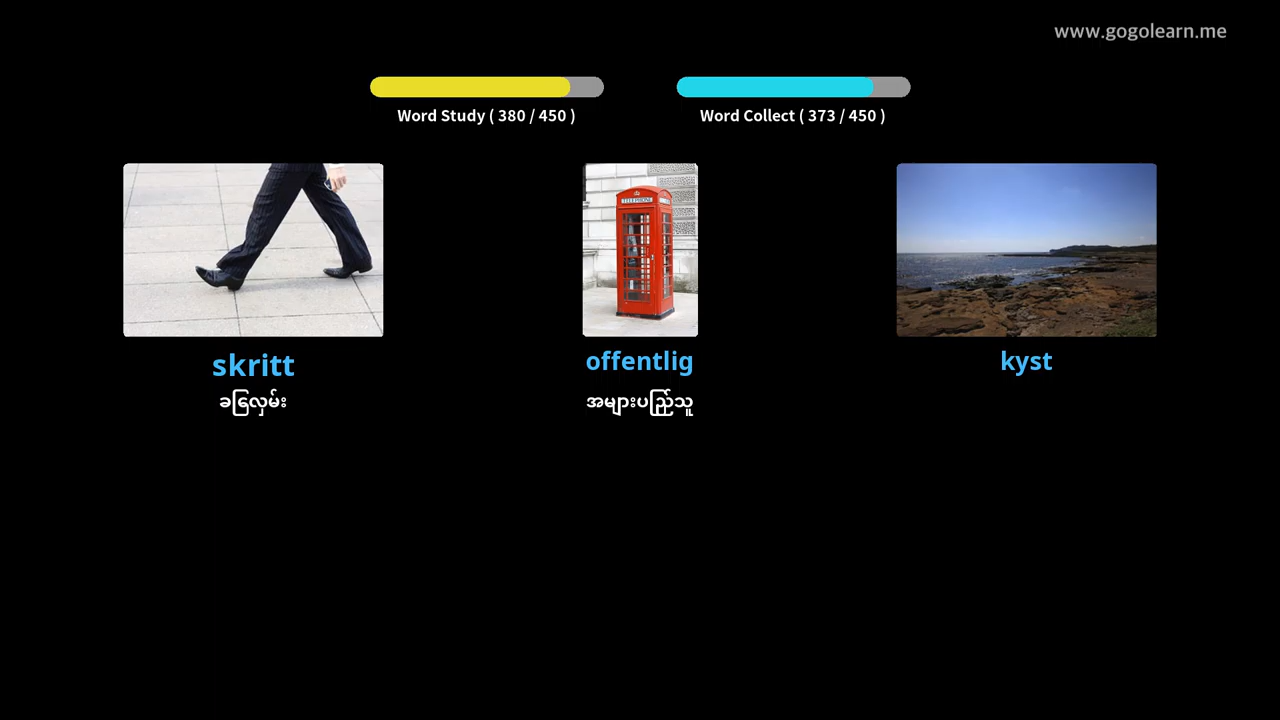 www.gogolearn.me
Word Study ( 380 / 450 )
Word Collect ( 373 / 450 )
TELEPHONE
skritt
offentlig
kyst
ခြေလှမ်း
အများပြည်သူ